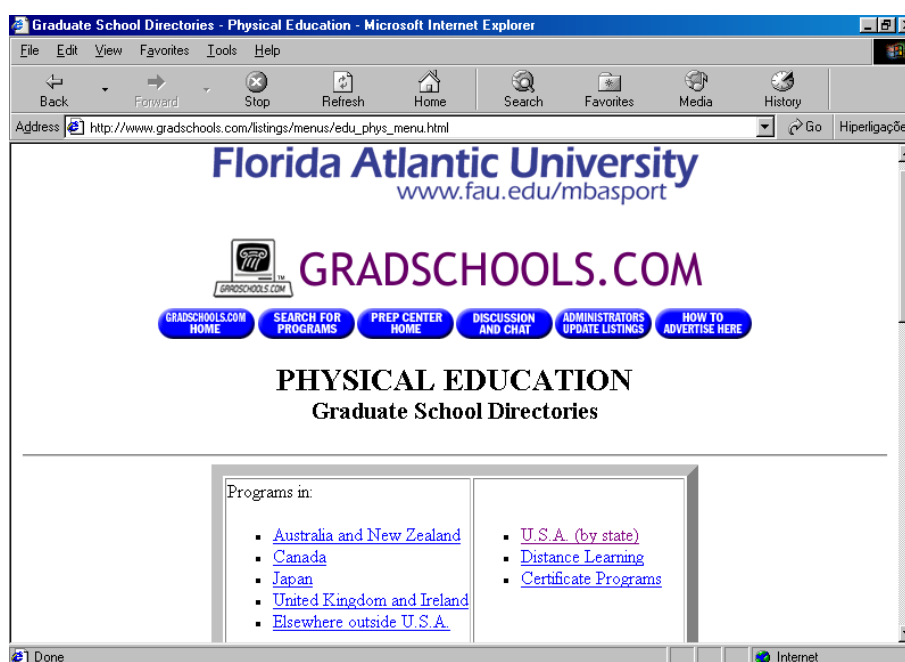 Graduate School Directories - Physical Education - Microsoft Internet Explorer
File Edit View Favorites Tools Help
Back Forward Stop Refresh Home Search Favorites Media History
Address http://www.gradschools.com/listings/menus/edu_phys_menu.html Go Hiperligaçõe
Florida Atlantic University
www.fau.edu/mbasport
GRADSCHOOLS.COM
GRADSCHOOLS.COM TM
GRADSCHOOLS.COM HOME
SEARCH FOR PROGRAMS
PREP CENTER HOME
DISCUSSION AND CHAT
ADMINISTRATORS UPDATE LISTINGS
HOW TO ADVERTISE HERE
PHYSICAL EDUCATION
Graduate School Directories
Programs in:
Australia and New Zealand
Canada
Japan
United Kingdom and Ireland
Elsewhere outside U.S.A.
U.S.A. (by state)
Distance Learning
Certificate Programs
Done
Internet